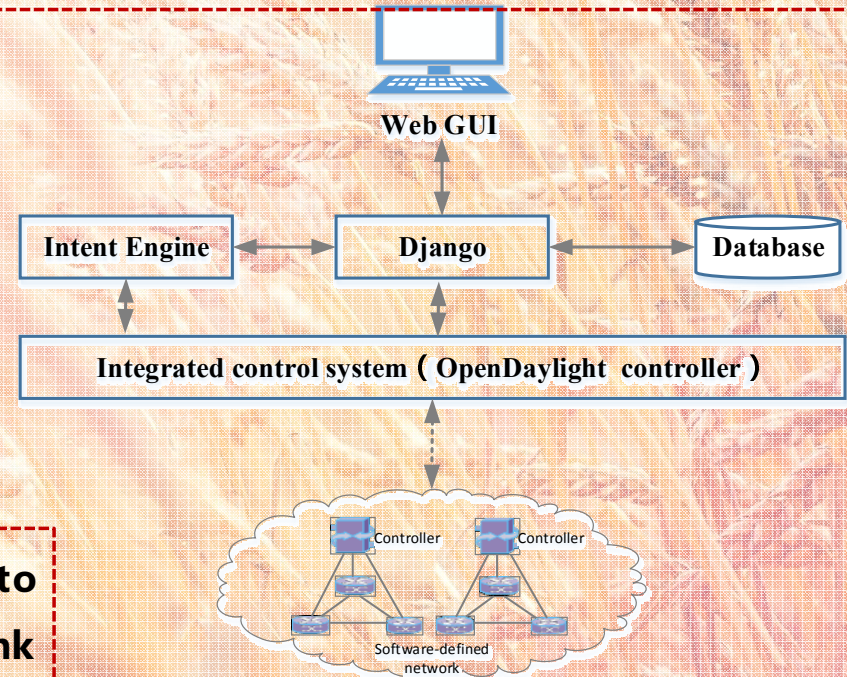 Web GUI
Intent Engine
Django
Database
Integrated control system（OpenDaylight controller）
Controller
Controller
to
nk
Software-defined
network